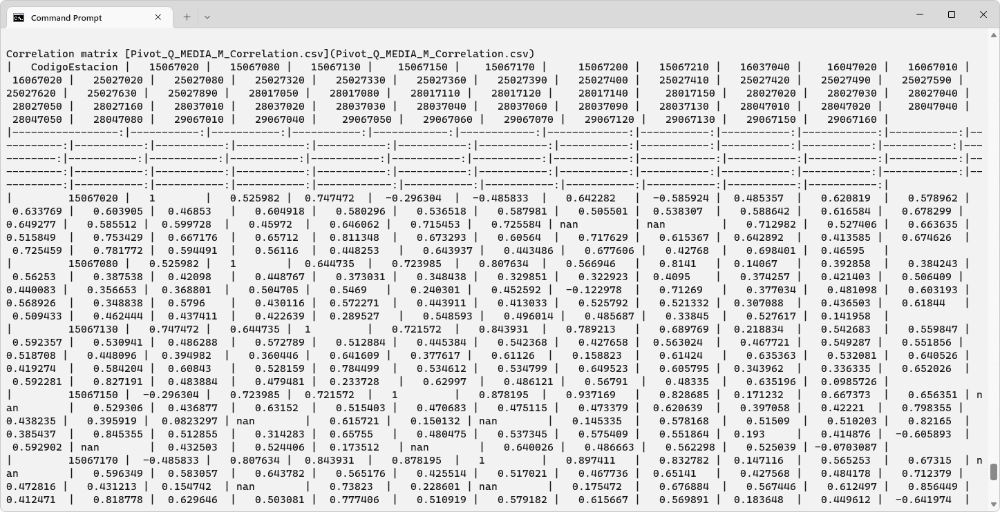 Command Prompt
Correlation matrix [Pivot_Q_MEDIA_M_Correlation.csv](Pivot_Q_MEDIA_M_Correlation.csv)
|   CodigoEstacion |   15067020 |   15067080 |   15067130 |   15067150 |   15067170 |   15067200 |   15067210 |   16037040 |   16047020 |   16067010 |
16067020 |   25027020 |   25027080 |   25027320 |   25027330 |   25027360 |   25027390 |   25027400 |   25027410 |   25027420 |   25027490 |   25027590 |
25027620 |   25027630 |   25027890 |   28017050 |   28017080 |   28017110 |   28017120 |   28017140 |   28017150 |   28027020 |   28027030 |   28027040 |
28027050 |   28027160 |   28037010 |   28037020 |   28037030 |   28037040 |   28037060 |   28037090 |   28037130 |   28047010 |   28047020 |   28047040 |
28047050 |   28047080 |   29067010 |   29067040 |   29067050 |   29067060 |   29067070 |   29067120 |   29067130 |   29067150 |   29067160 |
|-----------------:|-----------:|-----------:|-----------:|------------:|------------:|-------------:|-----------:|-----------:|-----------:|-----------:|--
---------:|-----------:|-----------:|-----------:|-----------:|-----------:|-----------:|-----------:|-----------:|-----------:|-----------:|---
--------:|-----------:|-----------:|-----------:|-----------:|-----------:|-----------:|------------:|------------:|-----------:|-----------:|--
---------:|-----------:|-----------:|-----------:|-----------:|-----------:|-----------:|-----------:|-----------:|-----------:|-----------:|--
---------:|-----------:|-----------:|-----------:|------------:|-----------:|-----------:|------------:|------------:|-----------:|-----------:|
|         15067020 |   1        |   0.525982 |   0.747472 |   -0.296304 |   -0.485833 |   0.642282 |   -0.585924 |   0.485357 |   0.620819 |   0.578962 |
0.633769 |   0.603905 |   0.46853 |   0.604918 |   0.580296 |   0.536518 |   0.587981 |   0.505501 |   0.538307 |   0.588642 |   0.616584 |   0.678299 |
0.649277 |   0.585512 |   0.599728 |   0.45972 |   0.646062 |   0.715453 |   0.725584 |   nan |   nan |   0.712982 |   0.527406 |   0.663635 |
0.515849 |   0.753429 |   0.667176 |   0.65712 |   0.811348 |   0.673293 |   0.60564 |   0.717629 |   0.615367 |   0.642892 |   0.413585 |   0.674626 |
0.725459 |   0.781772 |   0.594491 |   0.56116 |   0.448253 |   0.643937 |   0.443486 |   0.677606 |   0.42768 |   0.698401 |   0.46595 |
|         15067080 |   0.525982 |   1 |   0.644735 |   0.723985 |   0.807634 |   0.566946 |   0.8141 |   0.14067 |   0.392858 |   0.384243 |
0.56253 |   0.387538 |   0.42098 |   0.448767 |   0.373031 |   0.348438 |   0.329851 |   0.322923 |   0.4095 |   0.374257 |   0.421403 |   0.506409 |
0.440083 |   0.356653 |   0.368801 |   0.504705 |   0.5469 |   0.240301 |   0.452592 |   -0.122978 |   0.71269 |   0.377034 |   0.481098 |   0.603193 |
0.568926 |   0.348838 |   0.5796 |   0.430116 |   0.572271 |   0.443911 |   0.413033 |   0.525792 |   0.521332 |   0.307088 |   0.436503 |   0.61844 |
0.509433 |   0.462444 |   0.437411 |   0.422639 |   0.289527 |   0.548593 |   0.496014 |   0.485687 |   0.33845 |   0.527617 |   0.141958 |
|         15067130 |   0.747472 |   0.644735 |   1 |   0.721572 |   0.843931 |   0.789213 |   0.689769 |   0.218834 |   0.542683 |   0.559847 |
0.592357 |   0.530941 |   0.486288 |   0.572789 |   0.512884 |   0.445384 |   0.542368 |   0.427658 |   0.563024 |   0.467721 |   0.549287 |   0.551856 |
0.518708 |   0.448096 |   0.394982 |   0.360446 |   0.641609 |   0.377617 |   0.61126 |   0.158823 |   0.61424 |   0.635363 |   0.532081 |   0.640526 |
0.419274 |   0.584204 |   0.60843 |   0.528159 |   0.784499 |   0.534612 |   0.534799 |   0.649523 |   0.605795 |   0.343962 |   0.336335 |   0.652026 |
0.592281 |   0.827191 |   0.483884 |   0.479481 |   0.233728 |   0.62997 |   0.486121 |   0.56791 |   0.48335 |   0.635196 |   0.0985726 |
|         15067150 |   -0.296304 |   0.723985 |   0.721572 |   1 |   0.878195 |   0.937169 |   0.828685 |   0.171232 |   0.667373 |   0.656351 | n
an |   0.529306 |   0.436877 |   0.63152 |   0.515403 |   0.470683 |   0.475115 |   0.473379 |   0.620639 |   0.397058 |   0.42221 |   0.798355 |
0.438235 |   0.395919 |   0.0823297 |   nan |   0.615721 |   0.150132 |   nan |   0.145335 |   0.578168 |   0.51509 |   0.510203 |   0.82165 |
0.385437 |   0.845355 |   0.512855 |   0.314283 |   0.65755 |   0.480475 |   0.537345 |   0.575409 |   0.551864 |   0.193 |   0.414876 |   -0.605893 |
0.592902 |   nan |   0.432503 |   0.524406 |   0.173512 |   nan |   0.640026 |   0.486663 |   0.562298 |   0.525039 |   -0.0703087 |
|         15067170 |   -0.485833 |   0.807634 |   0.843931 |   0.878195 |   1 |   0.897411 |   0.832782 |   0.147116 |   0.565253 |   0.67315 | n
an |   0.596349 |   0.583057 |   0.643782 |   0.565176 |   0.425514 |   0.517021 |   0.467736 |   0.65141 |   0.427568 |   0.484178 |   0.712379 |
0.472816 |   0.431213 |   0.154742 |   nan |   0.73823 |   0.228601 |   nan |   0.175472 |   0.676884 |   0.567446 |   0.612497 |   0.856449 |
0.412471 |   0.818778 |   0.629646 |   0.503081 |   0.777406 |   0.510919 |   0.579182 |   0.615667 |   0.569891 |   0.183648 |   0.449612 |   -0.641974 |